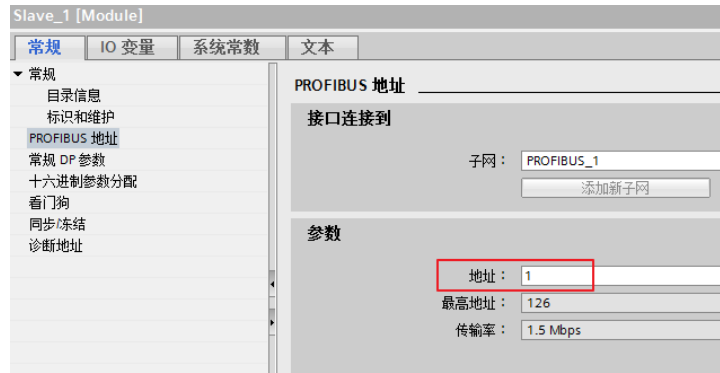 Slave_1 [Module]
常规 IO 变量 系统常数 文本
常规
目录信息
标识和维护
PROFIBUS 地址
常规 DP 参数
十六进制参数分配
看门狗
同步/冻结
诊断地址
PROFIBUS 地址
接口连接到
子网： PROFIBUS_1
添加新子网
参数
地址： 1
最高地址： 126
传输率： 1.5 Mbps